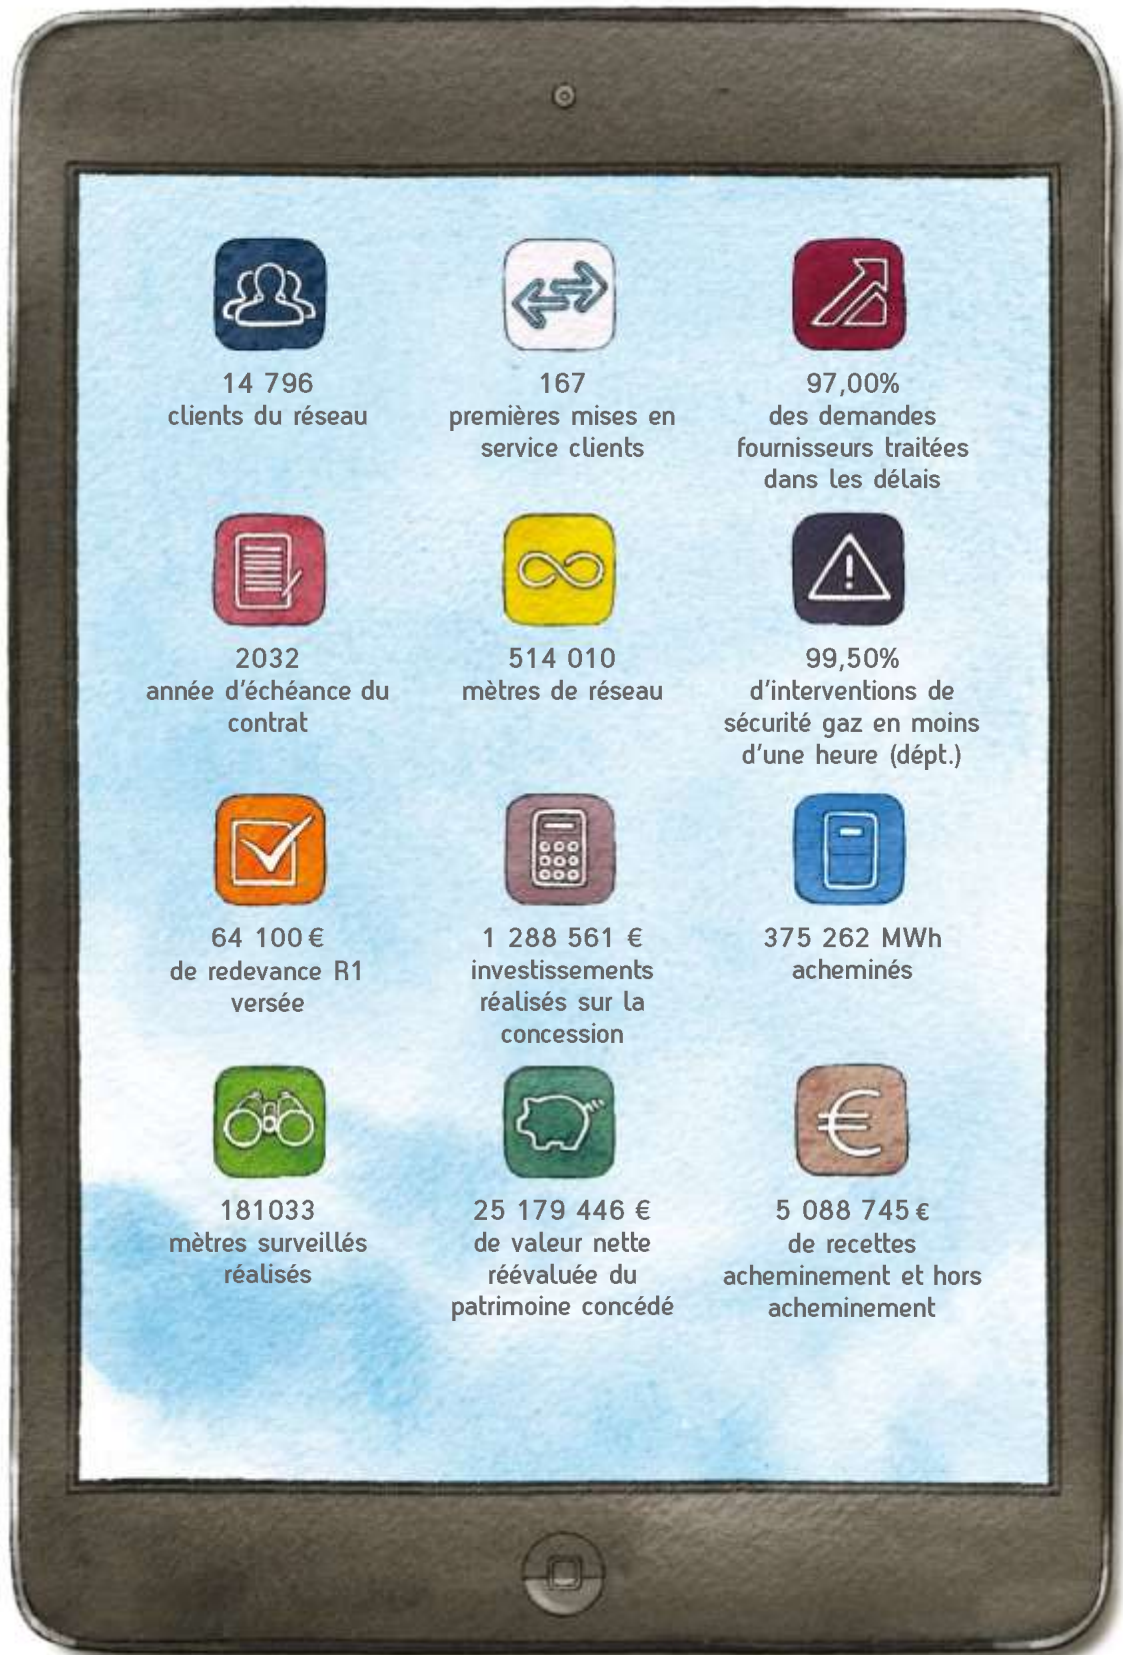 14 796
clients du réseau
167
premières mises en
service clients
97,00%
des demandes
fournisseurs traitées
dans les délais
2032
année d'échéance du
contrat
514 010
mètres de réseau
99,50%
d'interventions de
sécurité gaz en moins
d'une heure (dépt.)
64 100 €
de redevance R1
versée
1 288 561 €
investissements
réalisés sur la
concession
375 262 MWh
acheminés
181033
mètres surveillés
réalisés
25 179 446 €
de valeur nette
réévaluée du
patrimoine concédé
5 088 745 €
de recettes
acheminement et hors
acheminement